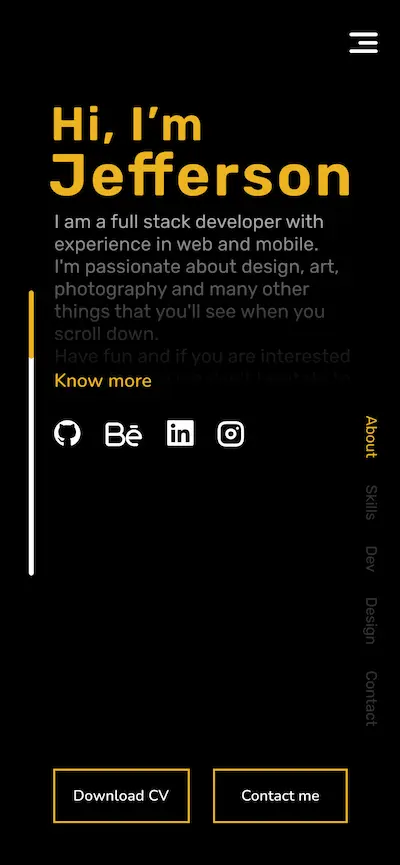 Hi, I’m
Jefferson
I am a full stack developer with
experience in web and mobile.
I'm passionate about design, art,
photography and many other
things that you'll see when you
scroll down.
Have fun and if you are interested
Know more
Bē
in
About
Skills
Dev
Design
Contact
Download CV
Contact me